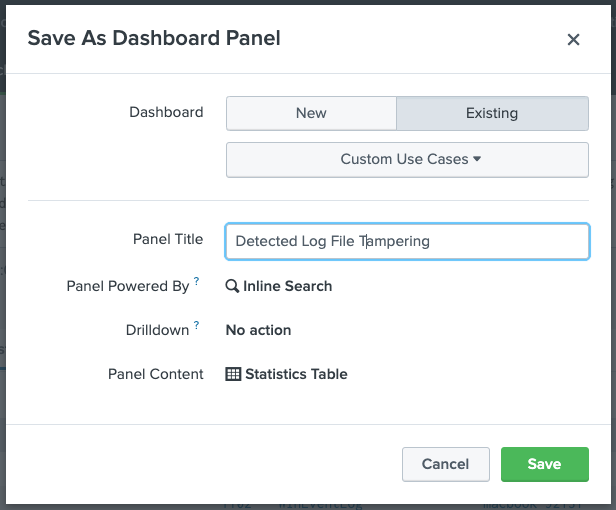 Save As Dashboard Panel
Dashboard
New
Existing
Custom Use Cases
Panel Title
Detected Log File Tampering
Panel Powered By ?
Inline Search
Drilldown ?
No action
Panel Content
Statistics Table
Cancel
Save